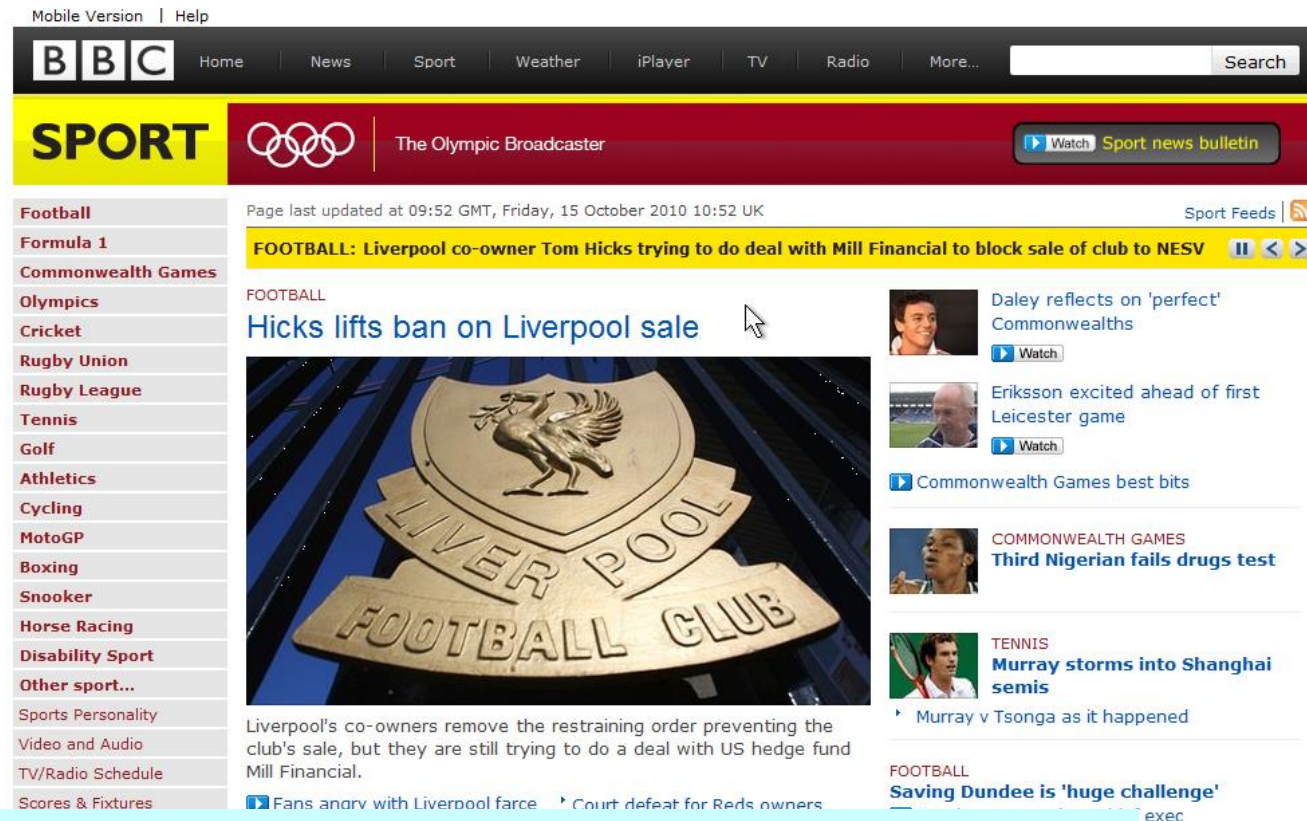 Mobile Version | Help
BBC Home News Sport Weather iPlayer TV Radio More... Search
SPORT The Olympic Broadcaster Watch Sport news bulletin
Football
Formula 1
Commonwealth Games
Olympics
Cricket
Rugby Union
Rugby League
Tennis
Golf
Athletics
Cycling
MotoGP
Boxing
Snooker
Horse Racing
Disability Sport
Other sport...
Sports Personality
Video and Audio
TV/Radio Schedule
Scores & Fixtures
Page last updated at 09:52 GMT, Friday, 15 October 2010 10:52 UK
Sport Feeds
FOOTBALL: Liverpool co-owner Tom Hicks trying to do deal with Mill Financial to block sale of club to NESV
FOOTBALL
Hicks lifts ban on Liverpool sale
LIVERPOOL
FOOTBALL CLUB
Liverpool's co-owners remove the restraining order preventing the
club's sale, but they are still trying to do a deal with US hedge fund
Mill Financial.
Fans angry with Liverpool farce
Court defeat for Reds owners
Daley reflects on 'perfect'
Commonwealths
Watch
Eriksson excited ahead of first
Leicester game
Watch
Commonwealth Games best bits
COMMONWEALTH GAMES
Third Nigerian fails drugs test
TENNIS
Murray storms into Shanghai
semis
Murray v Tsonga as it happened
FOOTBALL
Saving Dundee is 'huge challenge'
exec